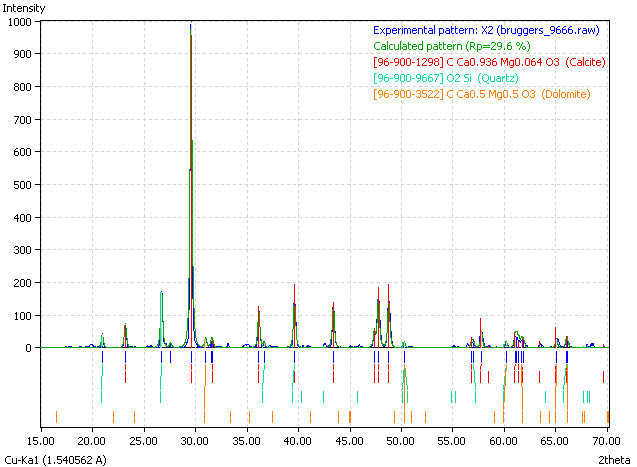 Intensity
Experimental pattern: X2 (bruggers_9666.raw)
Calculated pattern (Rp=29.6 %)
[96-900-1298] C Ca0.936 Mg0.064 O3 (Calcite)
[96-900-9667] O2 Si (Quartz)
[96-900-3522] C Ca0.5 Mg0.5 O3 (Dolomite)
1000
900
800
700
600
500
400
300
200
100
0
15.00 20.00 25.00 30.00 35.00 40.00 45.00 50.00 55.00 60.00 65.00 70.00
Cu-Ka1 (1.540562 A) 2theta